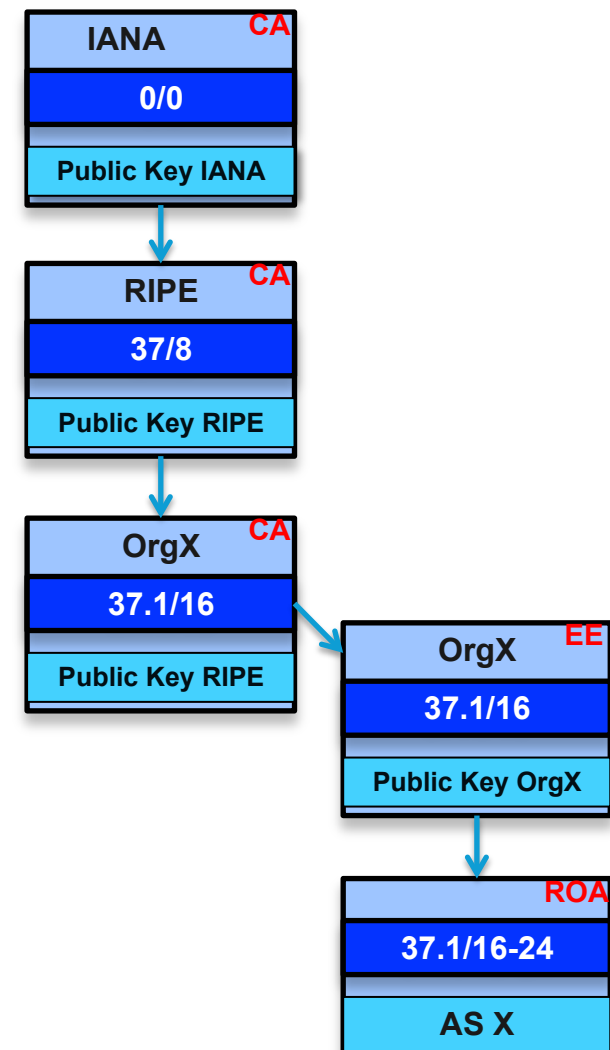 IANA
CA
0/0
Public Key IANA
RIPE
CA
37/8
Public Key RIPE
OrgX
CA
37.1/16
Public Key RIPE
OrgX
EE
37.1/16
Public Key OrgX
ROA
37.1/16-24
AS X